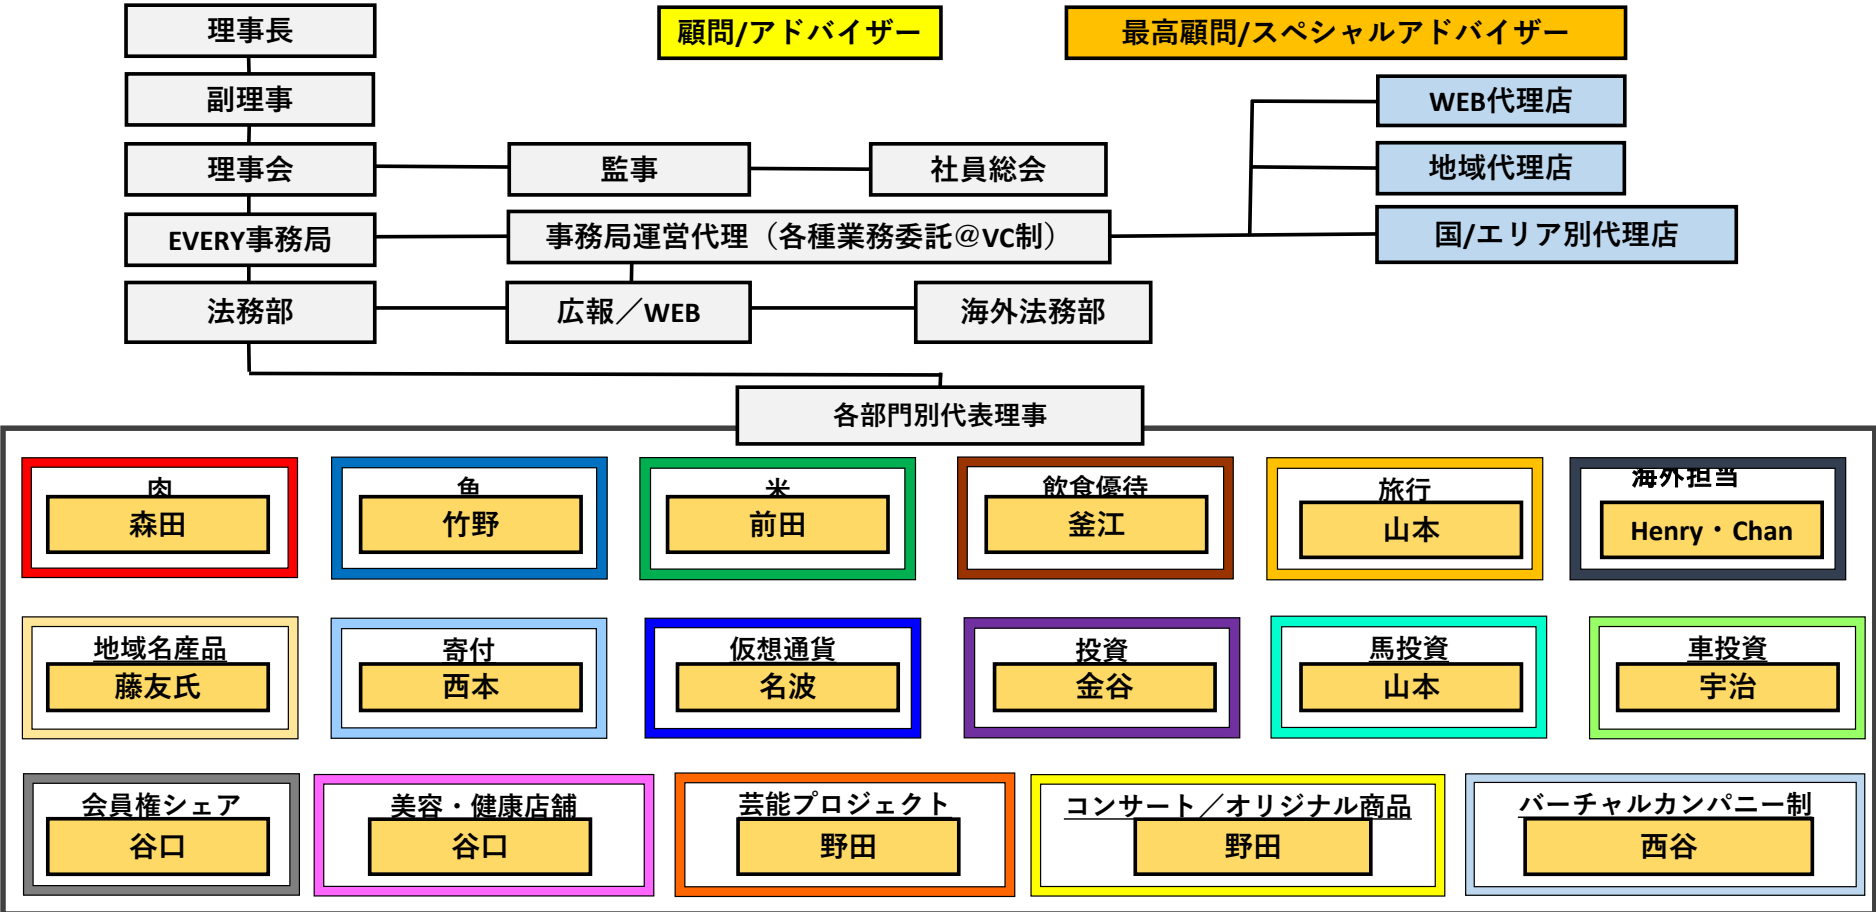 理事長
顧問/アドバイザー
最高顧問/スペシャルアドバイザー
副理事
WEB代理店
理事会
監事
社員総会
地域代理店
EVERY事務局
事務局運営代理（各種業務委託@VC制）
国/エリア別代理店
法務部
広報／WEB
海外法務部
各部門別代表理事
肉
森田
魚
竹野
米
前田
飲食優待
釜江
旅行
山本
海外担当
Henry・Chan
地域名産品
藤友氏
寄付
西本
仮想通貨
名波
投資
金谷
馬投資
山本
車投資
宇治
会員権シェア
谷口
美容・健康店舗
谷口
芸能プロジェクト
野田
コンサート／オリジナル商品
野田
バーチャルカンパニー制
西谷